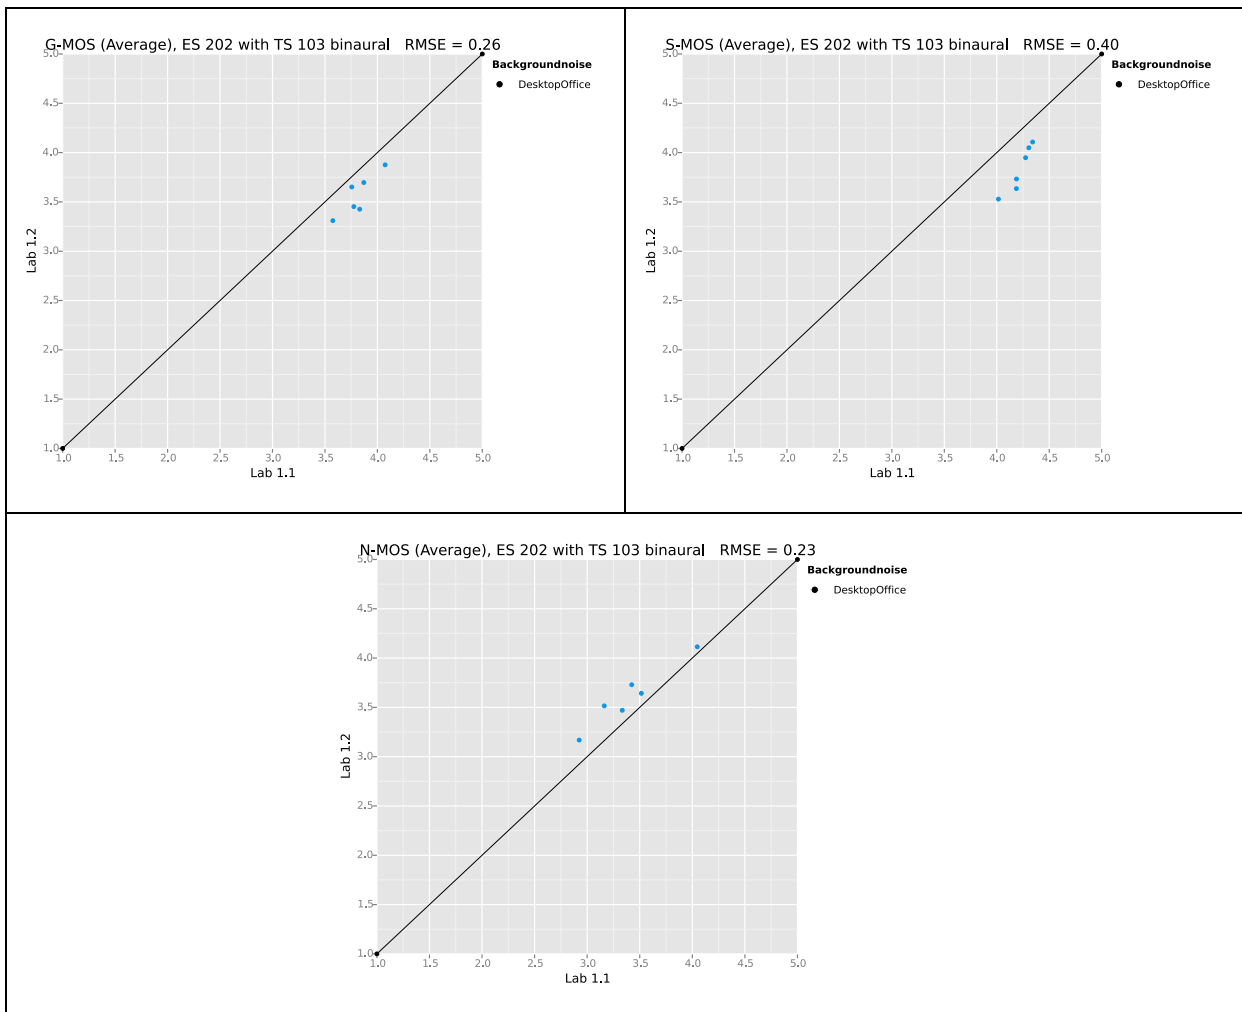 G-MOS (Average), ES 202 with TS 103 binaural   RMSE = 0.26
Backgroundnoise
DesktopOffice
5.0
4.5
4.0
3.5
3.0
2.5
2.0
1.5
1.0
Lab 1.2
1.0 1.5 2.0 2.5 3.0 3.5 4.0 4.5 5.0
Lab 1.1
S-MOS (Average), ES 202 with TS 103 binaural   RMSE = 0.40
Backgroundnoise
DesktopOffice
5.0
4.5
4.0
3.5
3.0
2.5
2.0
1.5
1.0
Lab 1.2
1.0 1.5 2.0 2.5 3.0 3.5 4.0 4.5 5.0
Lab 1.1
N-MOS (Average), ES 202 with TS 103 binaural   RMSE = 0.23
Backgroundnoise
DesktopOffice
5.0
4.5
4.0
3.5
3.0
2.5
2.0
1.5
1.0
Lab 1.2
1.0 1.5 2.0 2.5 3.0 3.5 4.0 4.5 5.0
Lab 1.1